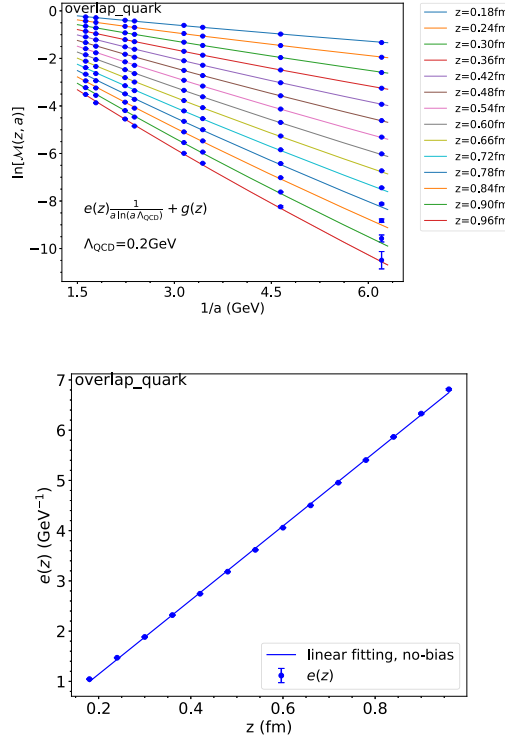 overlap_quark
0
−2
−4
−6
−8
−10
ln[ℳ(z, a)]
e(z) 1/(a ln(a Λ_QCD)) + g(z)
Λ_QCD=0.2GeV
1.5 3.0 4.5 6.0
1/a (GeV)
z=0.18fm
z=0.24fm
z=0.30fm
z=0.36fm
z=0.42fm
z=0.48fm
z=0.54fm
z=0.60fm
z=0.66fm
z=0.72fm
z=0.78fm
z=0.84fm
z=0.90fm
z=0.96fm
overlap_quark
7
6
5
4
3
2
1
e(z) (GeV⁻¹)
linear fitting, no-bias
e(z)
0.2 0.4 0.6 0.8
z (fm)